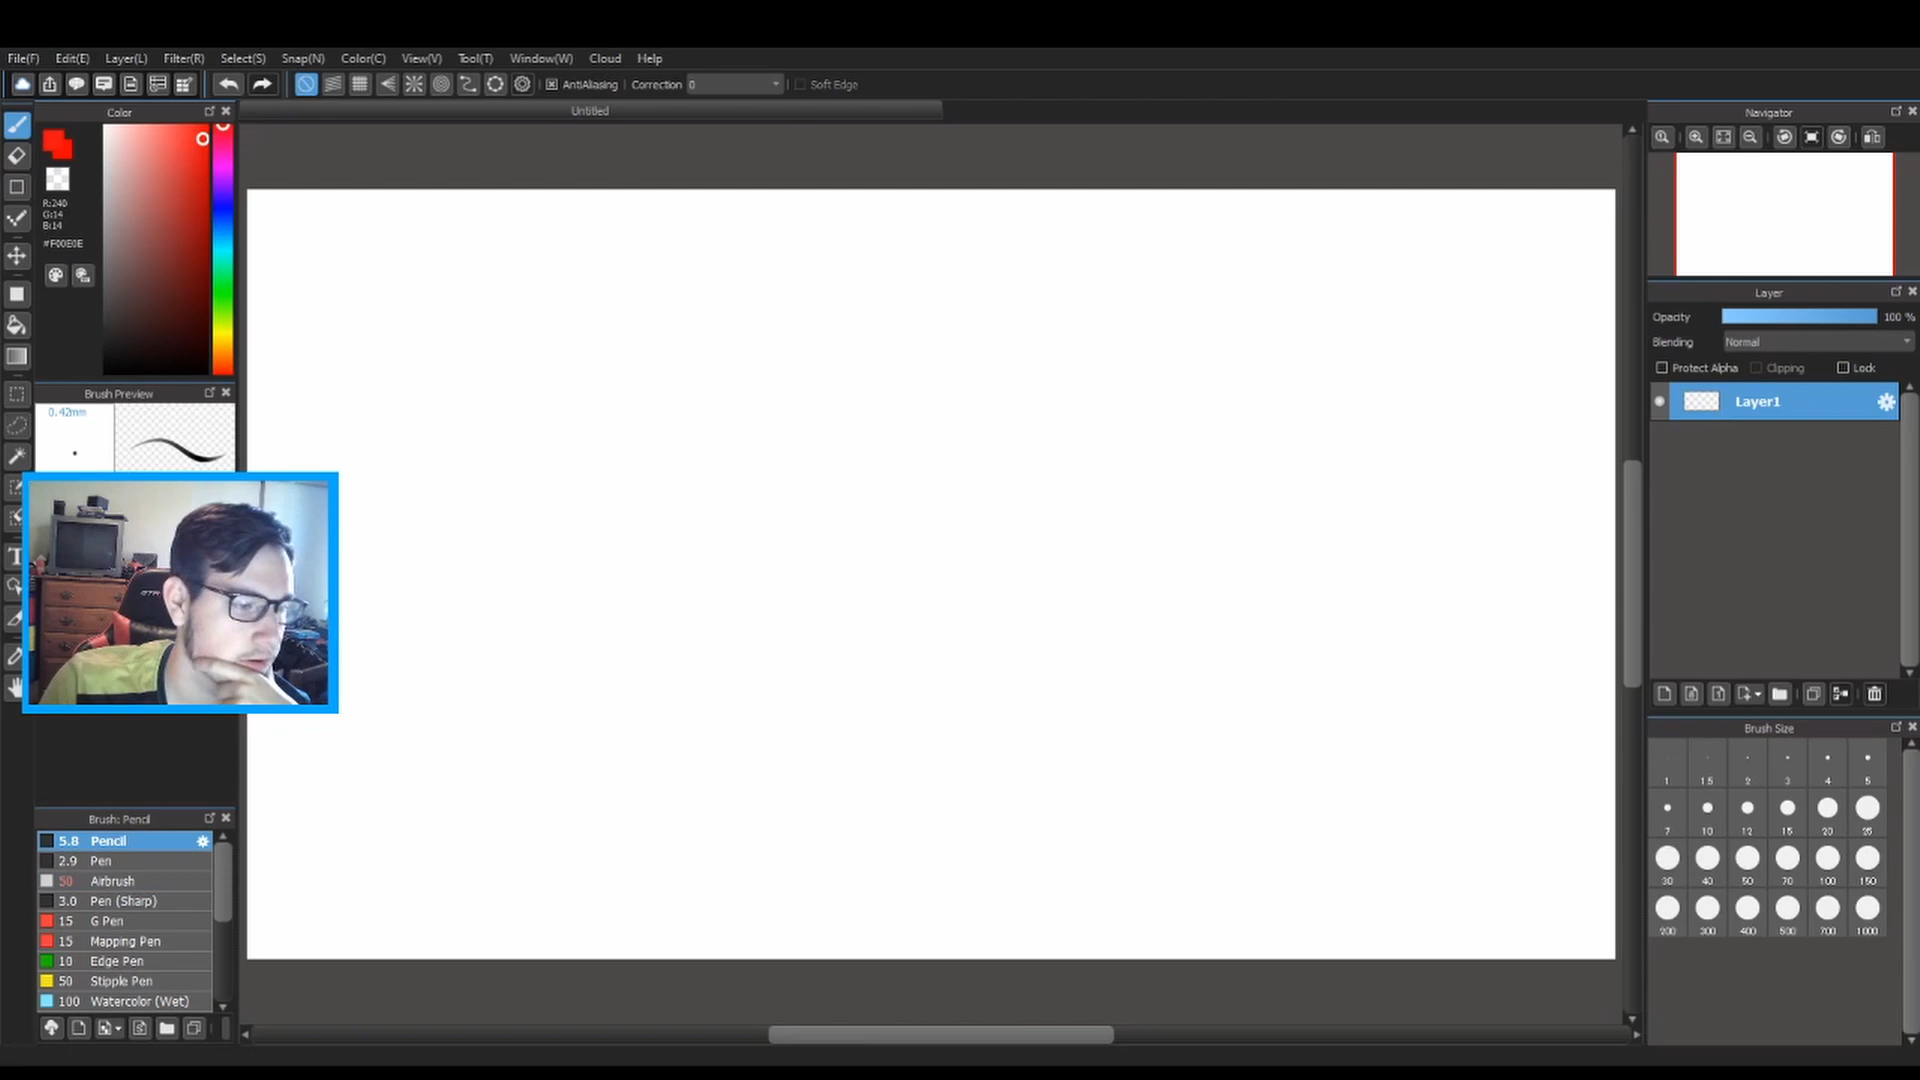 File(F) Edit(E) Layer(L) Filter(R) Select(S) Snap(N) Color(C) View(V) Tool(T) Window(W) Cloud Help
AntiAliasing Correction 0 Soft Edge
Color
Untitled
Navigator
R:240
G:14
B:14
#F00E0E
Layer
Opacity 100 %
Blending Normal
Protect Alpha Clipping Lock
Layer1
Brush Preview
0.42mm
T
GTR
Brush Size
1 1.5 2 3 4 5
7 10 12 15 20 25
30 40 50 70 100 150
200 300 400 500 700 1000
Brush: Pencil
5.8 Pencil
2.9 Pen
50 Airbrush
3.0 Pen (Sharp)
15 G Pen
15 Mapping Pen
10 Edge Pen
50 Stipple Pen
100 Watercolor (Wet)